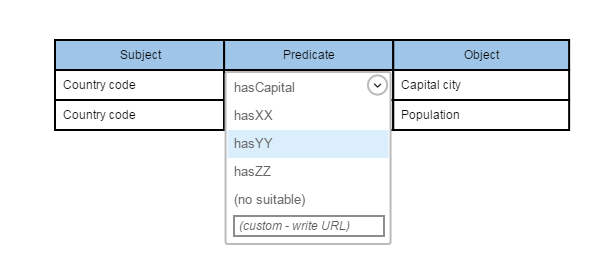 Subject Predicate Object
Country code hasCapital Capital city
Country code hasXX Population
hasYY
hasZZ
(no suitable)
(custom - write URL)